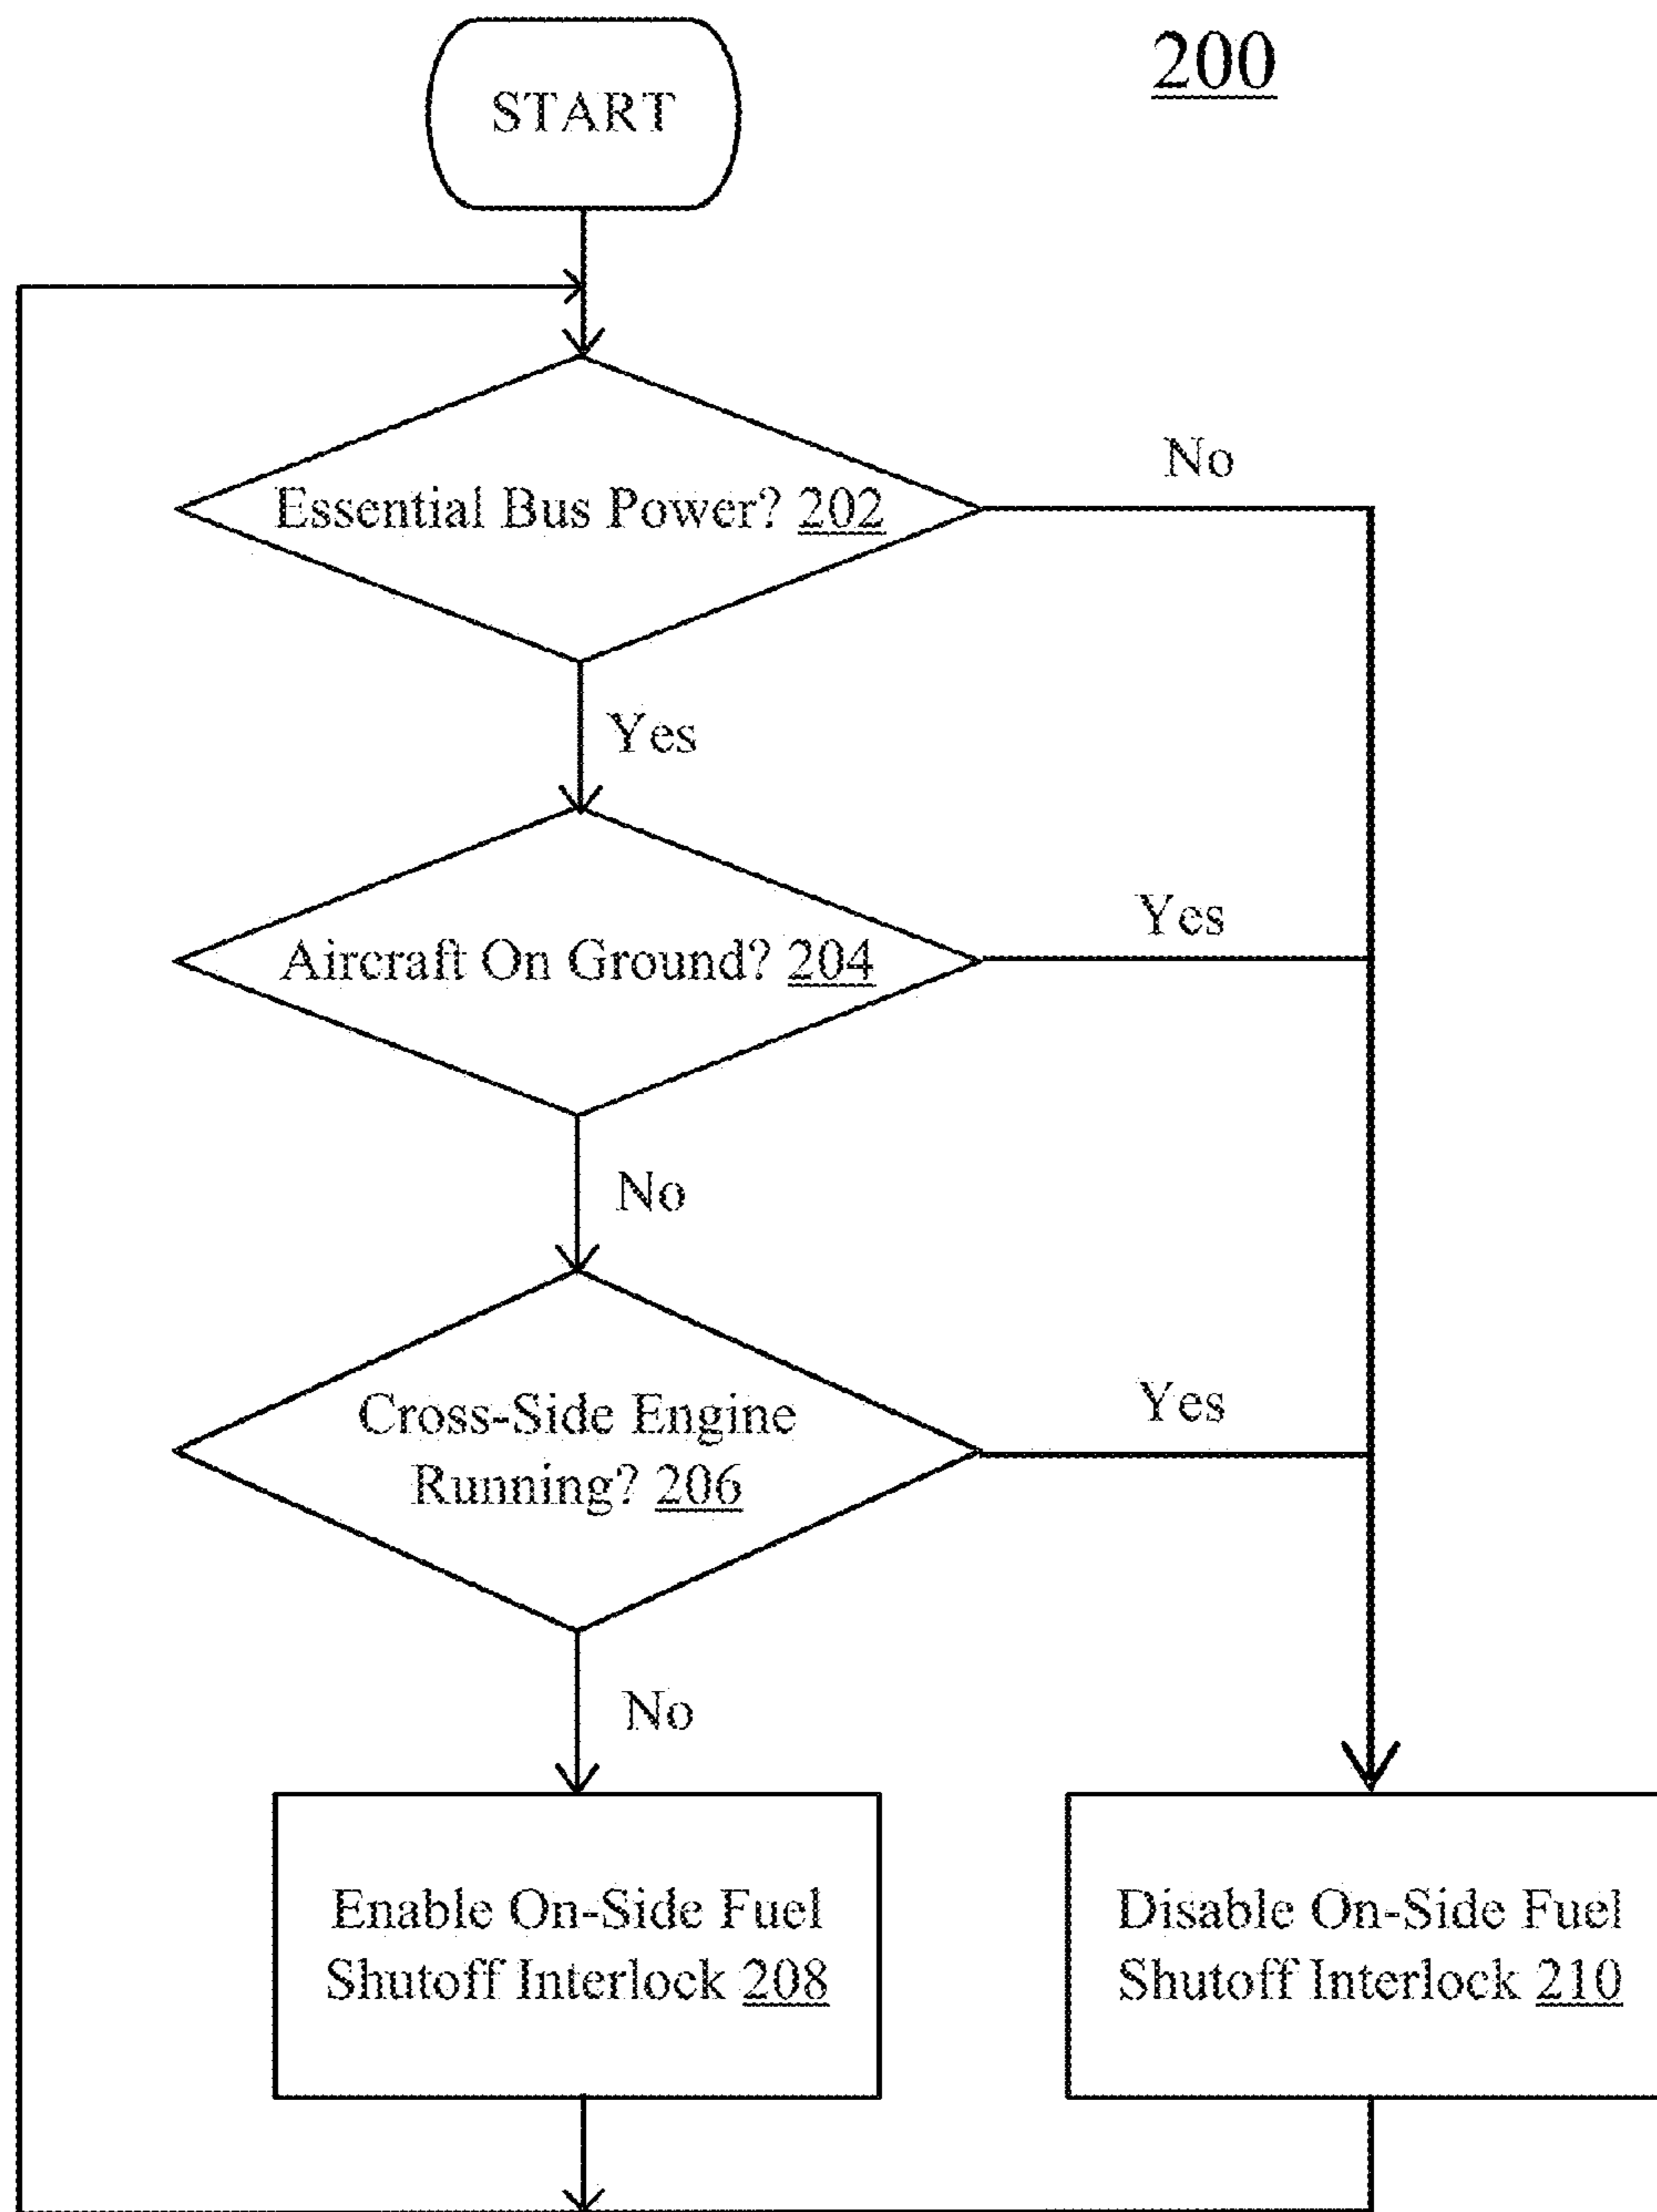 200
START
Essential Bus Power? 202
No
Yes
Aircraft On Ground? 204
Yes
No
Cross-Side Engine
Running? 206
Yes
No
Enable On-Side Fuel
Shutoff Interlock 208
Disable On-Side Fuel
Shutoff Interlock 210